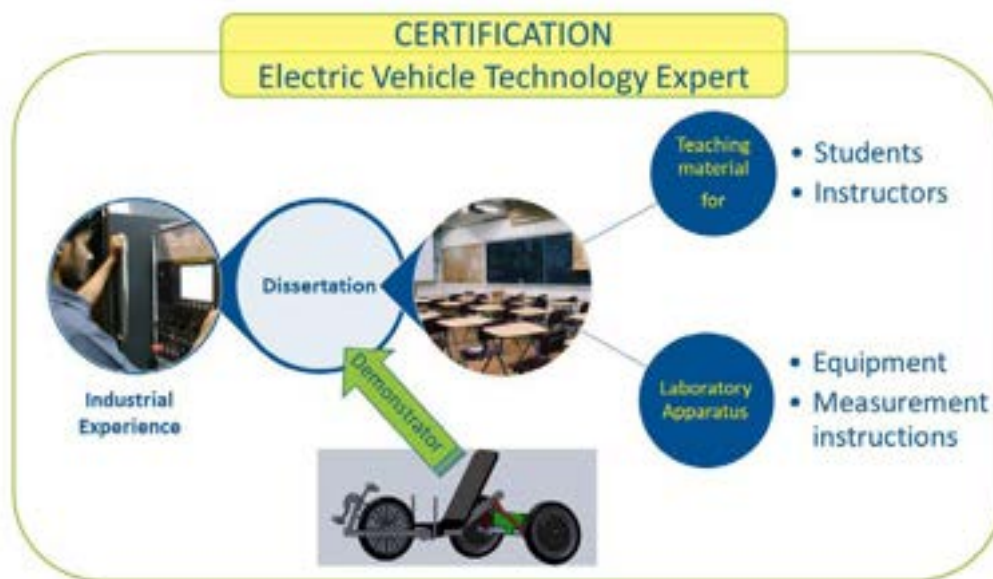 CERTIFICATION
Electric Vehicle Technology Expert
Teaching
material
for
• Students
• Instructors
Dissertation
Industrial
Experience
Demonstrator
Laboratory
Apparatus
• Equipment
• Measurement
instructions